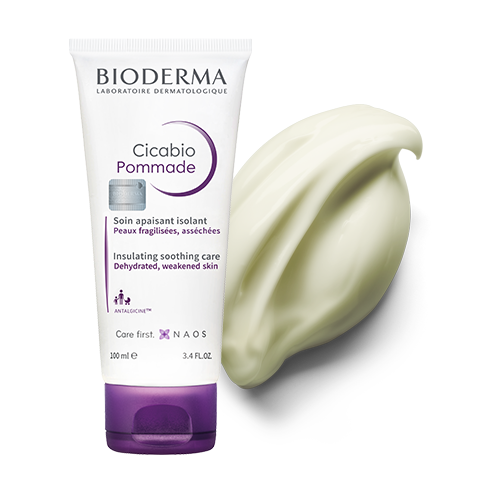 BIODERMA
LABORATOIRE DERMATOLOGIQUE
Cicabio
Pommade
Soin apaisant isolant
Peaux fragilisées, asséchées
Insulating soothing care
Dehydrated, weakened skin
ANTALGICINE™
Care first. NAOS
100 ml ℮ 3.4 FL.OZ.